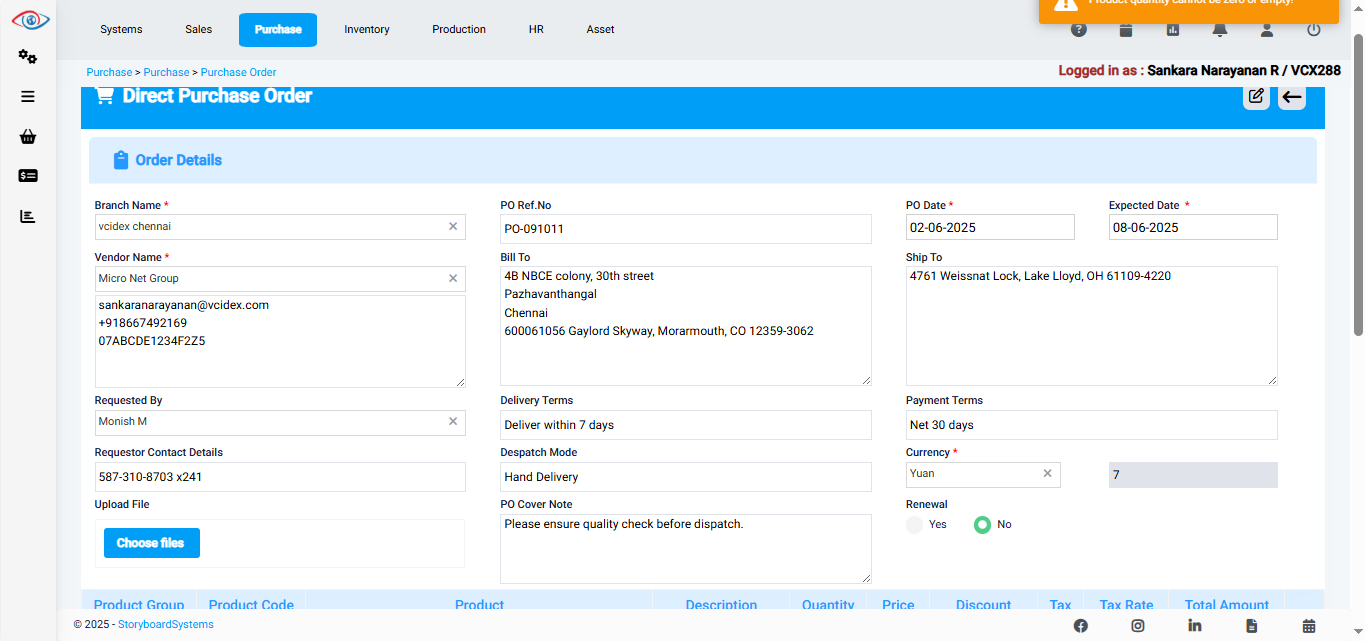 Product quantity cannot be zero or empty!
Systems
Sales
Purchase
Inventory
Production
HR
Asset
Purchase > Purchase > Purchase Order
Logged in as : Sankara Narayanan R / VCX288
Direct Purchase Order
Order Details
Branch Name *
vcidex chennai
PO Ref.No
PO-091011
PO Date *
02-06-2025
Expected Date *
08-06-2025
Vendor Name *
Micro Net Group
sankaranarayanan@vcidex.com
+918667492169
07ABCDE1234F2Z5
Bill To
4B NBCE colony, 30th street
Pazhavanthangal
Chennai
600061056 Gaylord Skyway, Morarmouth, CO 12359-3062
Ship To
4761 Weissnat Lock, Lake Lloyd, OH 61109-4220
Requested By
Monish M
Delivery Terms
Deliver within 7 days
Payment Terms
Net 30 days
Requestor Contact Details
587-310-8703 x241
Despatch Mode
Hand Delivery
Currency *
Yuan
7
Upload File
Choose files
PO Cover Note
Please ensure quality check before dispatch.
Renewal
Yes
No
Product Group
Product Code
Product
Description
Quantity
Price
Discount
Tax
Tax Rate
Total Amount
© 2025 - StoryboardSystems